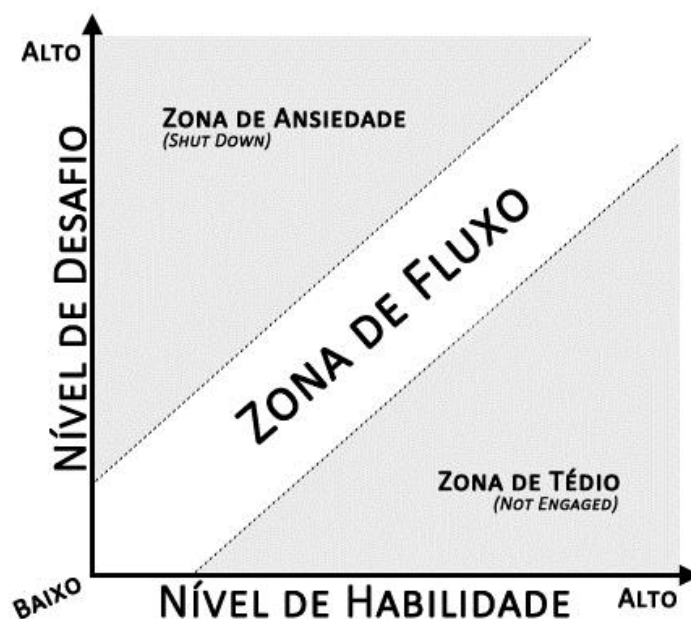 ALTO
ZONA DE ANSIEDADE
(SHUT DOWN)
NÍVEL DE DESAFIO
ZONA DE FLUXO
ZONA DE TÉDIO
(NOT ENGAGED)
BAIXO
NÍVEL DE HABILIDADE
ALTO